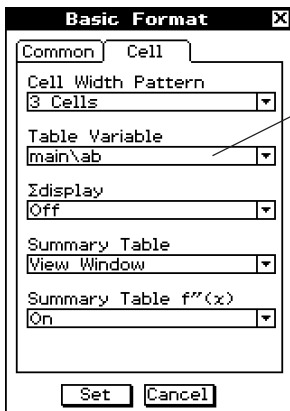 Basic Format
Common Cell
Cell Width Pattern
3 Cells
Table Variable
main\ab
Σdisplay
Off
Summary Table
View Window
Summary Table f″(x)
On
Set Cancel